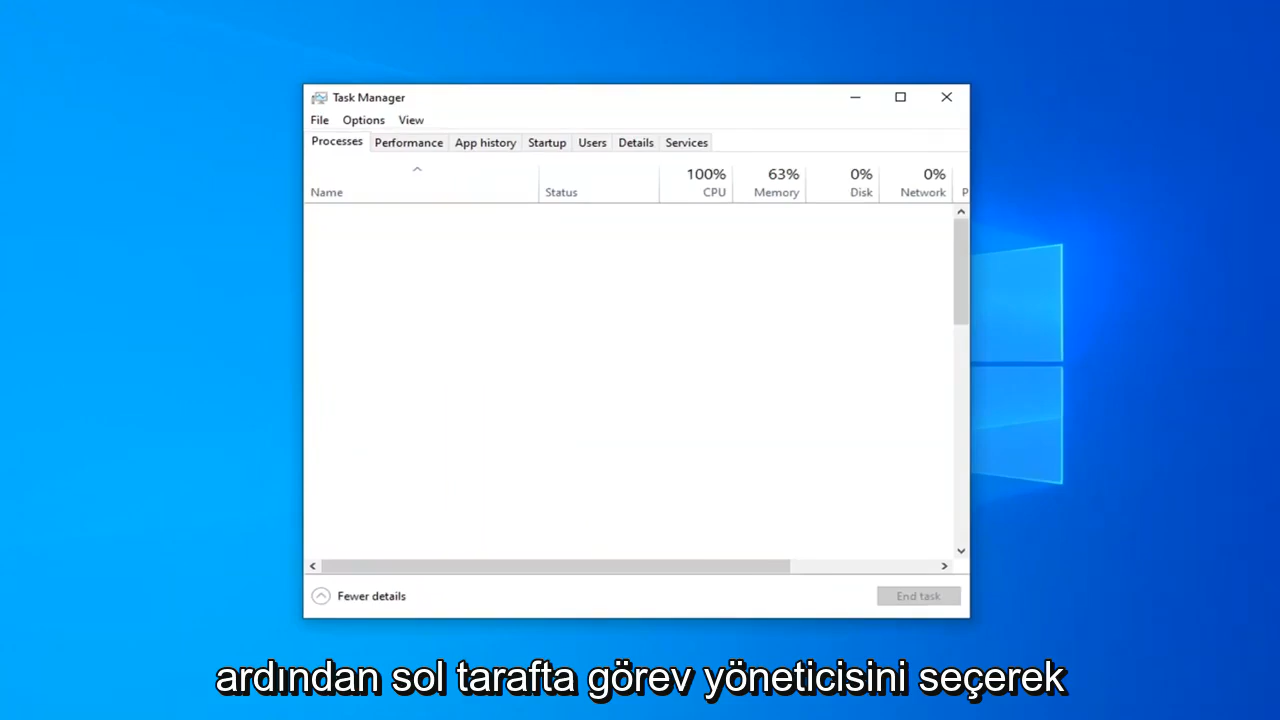 Task Manager
File Options View
Processes Performance App history Startup Users Details Services
100% 63% 0% 0%
Name Status CPU Memory Disk Network P
Fewer details End task
ardından sol tarafta görev yöneticisini seçerek